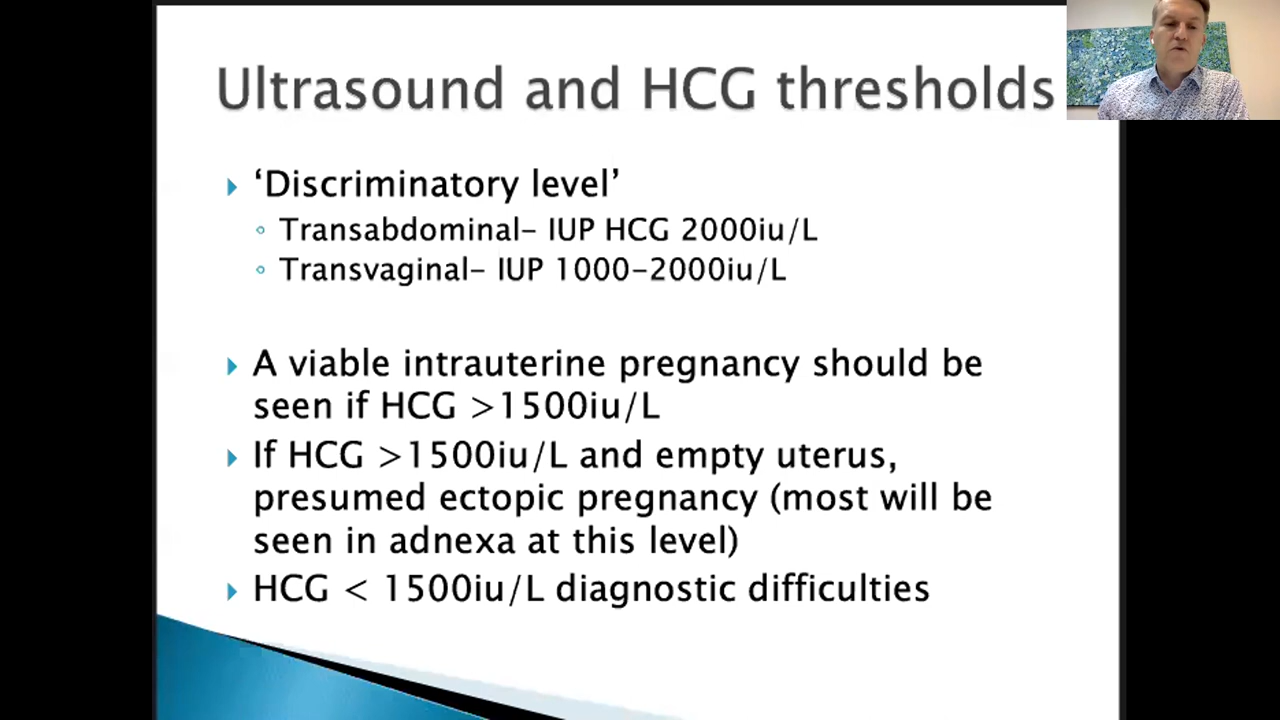 Ultrasound and HCG thresholds
‘Discriminatory level’
Transabdominal– IUP HCG 2000iu/L
Transvaginal– IUP 1000–2000iu/L
A viable intrauterine pregnancy should be
seen if HCG >1500iu/L
If HCG >1500iu/L and empty uterus,
presumed ectopic pregnancy (most will be
seen in adnexa at this level)
HCG < 1500iu/L diagnostic difficulties